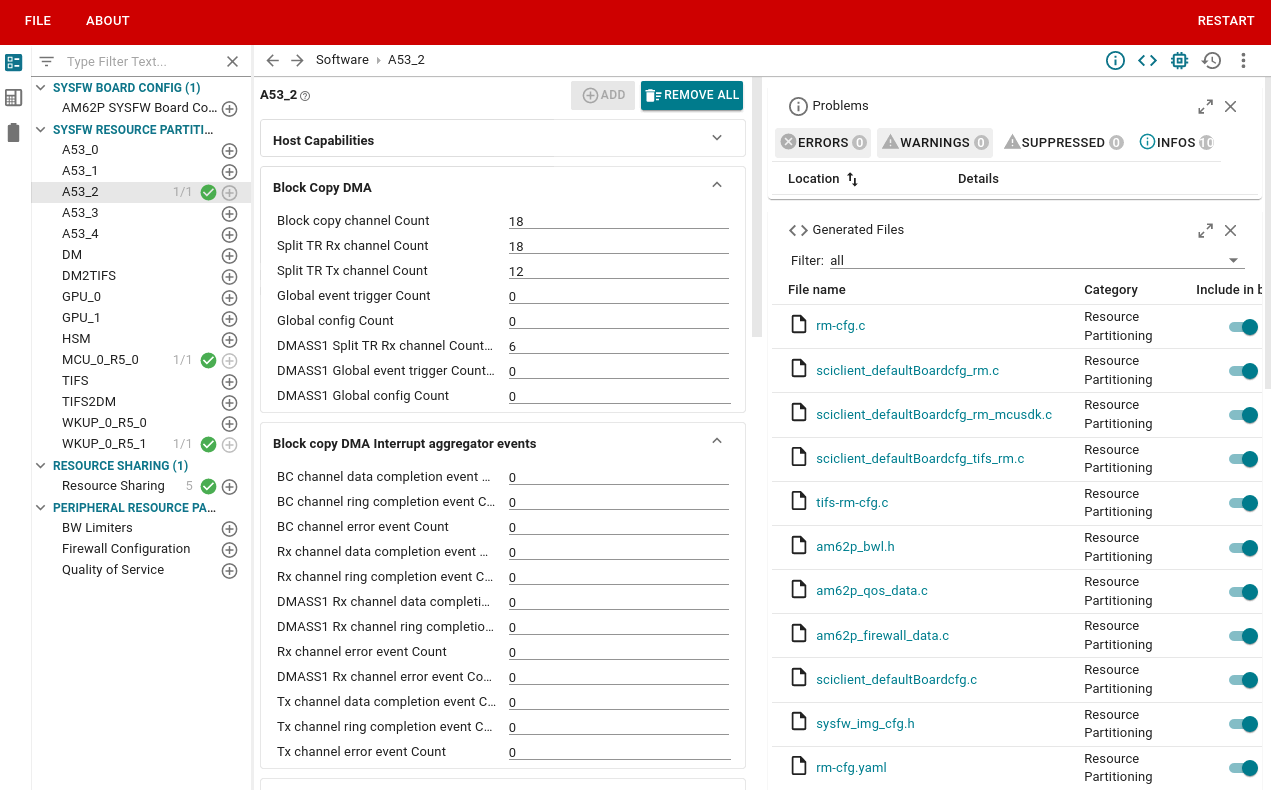 FILE
ABOUT
RESTART
Type Filter Text...
SYSFW BOARD CONFIG (1)
AM62P SYSFW Board Co...
SYSFW RESOURCE PARTITI...
A53_0
A53_1
A53_2 1/1
A53_3
A53_4
DM
DM2TIFS
GPU_0
GPU_1
HSM
MCU_0_R5_0 1/1
TIFS
TIFS2DM
WKUP_0_R5_0
WKUP_0_R5_1 1/1
RESOURCE SHARING (1)
Resource Sharing 5
PERIPHERAL RESOURCE PA...
BW Limiters
Firewall Configuration
Quality of Service
Software › A53_2
A53_2
ADD
REMOVE ALL
Host Capabilities
Block Copy DMA
Block copy channel Count 18
Split TR Rx channel Count 18
Split TR Tx channel Count 12
Global event trigger Count 0
Global config Count 0
DMASS1 Split TR Rx channel Count... 6
DMASS1 Global event trigger Count... 0
DMASS1 Global config Count 0
Block copy DMA Interrupt aggregator events
BC channel data completion event ... 0
BC channel ring completion event C... 0
BC channel error event Count 0
Rx channel data completion event ... 0
Rx channel ring completion event C... 0
DMASS1 Rx channel data completi... 0
DMASS1 Rx channel ring completio... 0
Rx channel error event Count 0
DMASS1 Rx channel error event Co... 0
Tx channel data completion event C... 0
Tx channel ring completion event C... 0
Tx channel error event Count 0
Problems
ERRORS 0
WARNINGS 0
SUPPRESSED 0
INFOS 10
Location
Details
Generated Files
Filter: all
File name
Category
Include in b
rm-cfg.c
Resource
Partitioning
sciclient_defaultBoardcfg_rm.c
Resource
Partitioning
sciclient_defaultBoardcfg_rm_mcusdk.c
Resource
Partitioning
sciclient_defaultBoardcfg_tifs_rm.c
Resource
Partitioning
tifs-rm-cfg.c
Resource
Partitioning
am62p_bwl.h
Resource
Partitioning
am62p_qos_data.c
Resource
Partitioning
am62p_firewall_data.c
Resource
Partitioning
sciclient_defaultBoardcfg.c
Resource
Partitioning
sysfw_img_cfg.h
Resource
Partitioning
rm-cfg.yaml
Resource
Partitioning